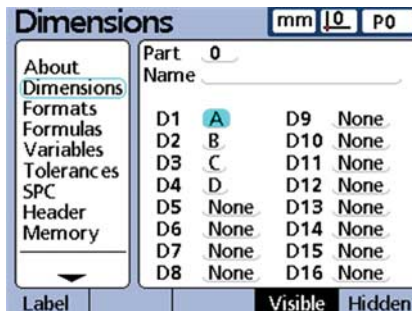 Dimensions mm 0 P0
About
Dimensions
Formats
Formulas
Variables
Tolerances
SPC
Header
Memory
Part 0
Name
D1 A D9 None
D2 B D10 None
D3 C D11 None
D4 D D12 None
D5 None D13 None
D6 None D14 None
D7 None D15 None
D8 None D16 None
Label Visible Hidden